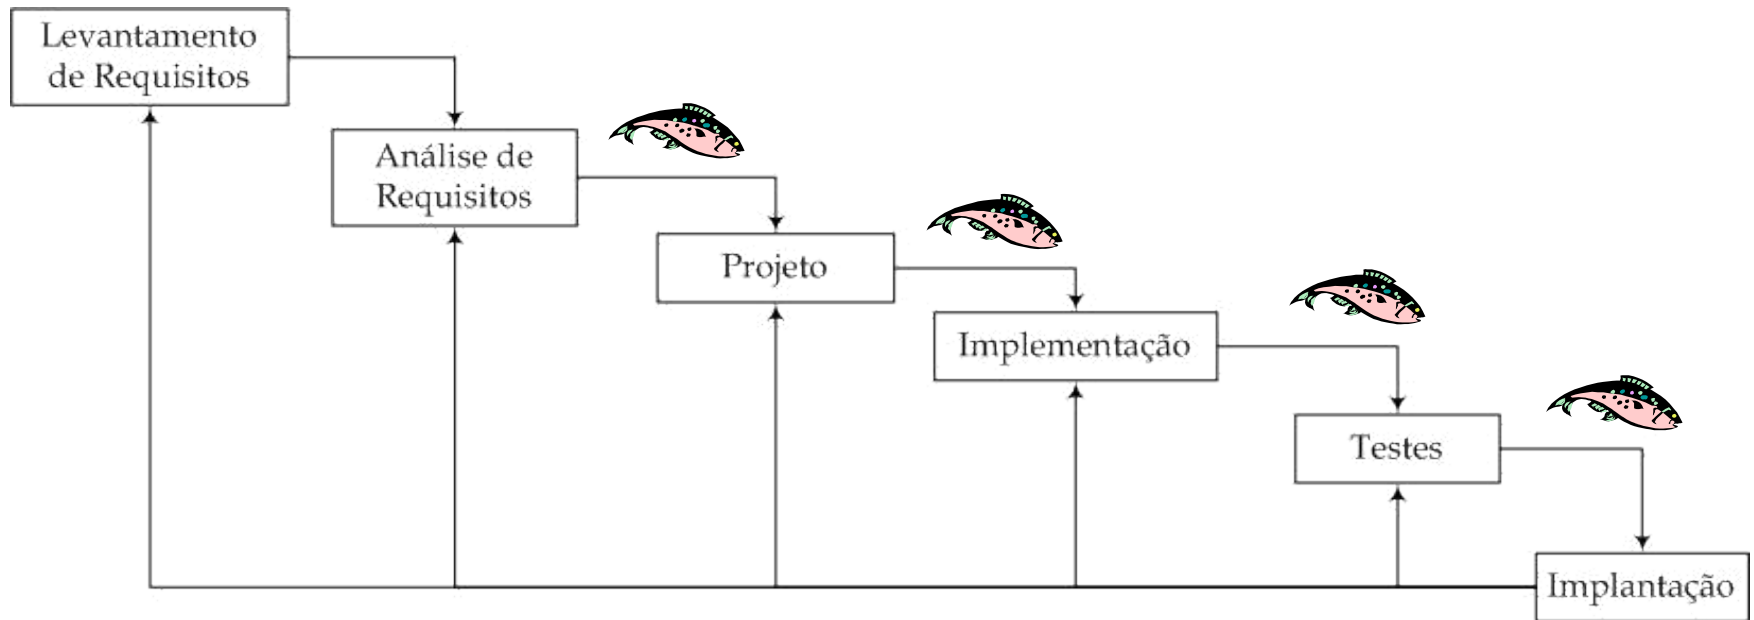 Levantamento
de Requisitos
Análise de
Requisitos
Projeto
Implementação
Testes
Implantação